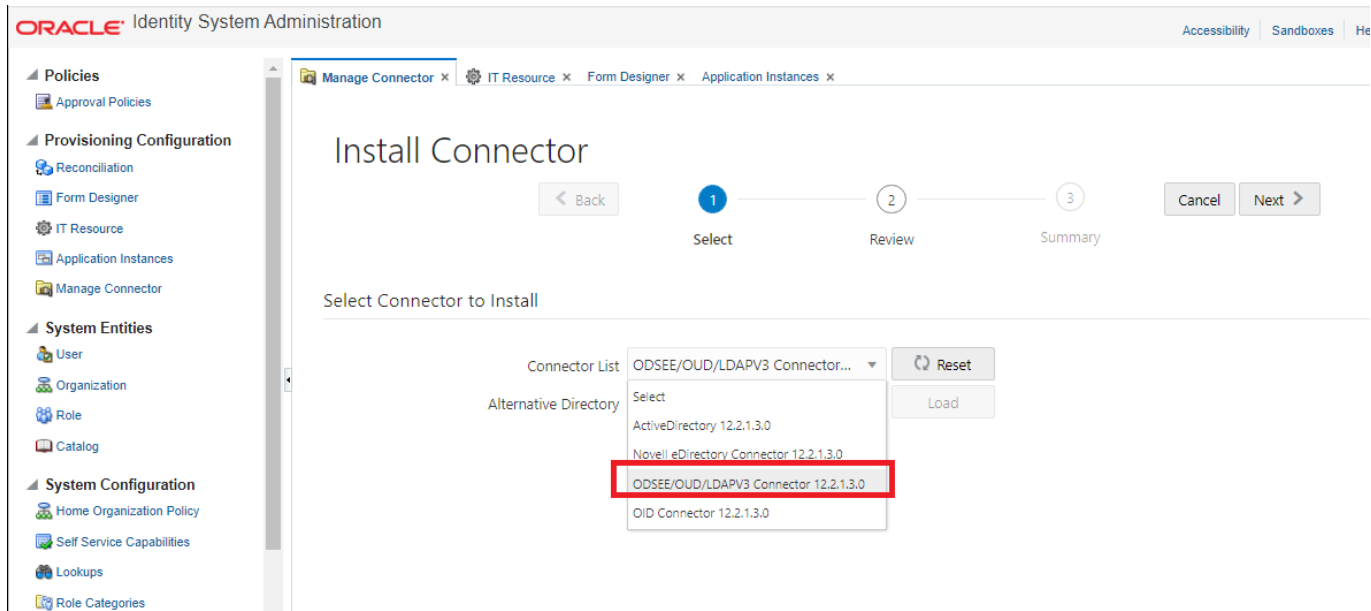 ORACLE Identity System Administration
Accessibility Sandboxes He
Policies
Approval Policies
Provisioning Configuration
Reconciliation
Form Designer
IT Resource
Application Instances
Manage Connector
System Entities
User
Organization
Role
Catalog
System Configuration
Home Organization Policy
Self Service Capabilities
Lookups
Role Categories
Manage Connector × IT Resource × Form Designer × Application Instances ×
Install Connector
Back 1 2 3 Cancel Next
Select Review Summary
Select Connector to Install
Connector List ODSEE/OUD/LDAPV3 Connector... Reset
Alternative Directory Load
Select
ActiveDirectory 12.2.1.3.0
Novell eDirectory Connector 12.2.1.3.0
ODSEE/OUD/LDAPV3 Connector 12.2.1.3.0
OID Connector 12.2.1.3.0